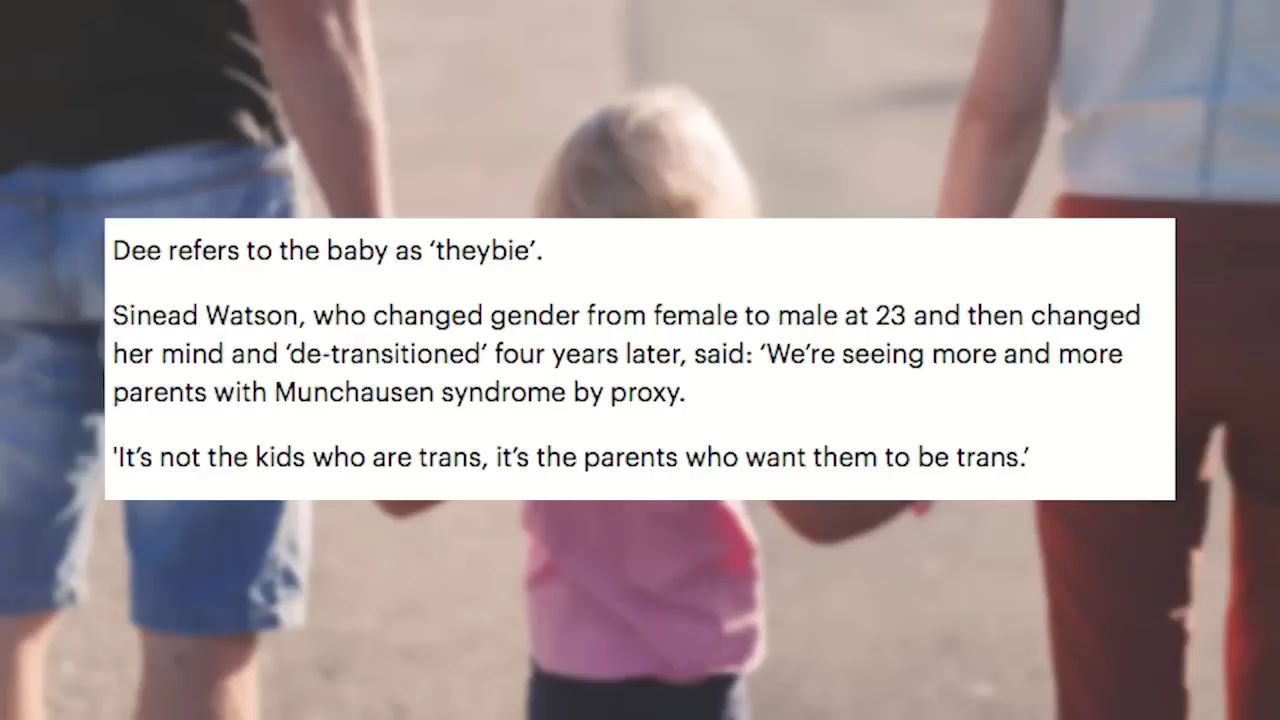 Dee refers to the baby as ‘theybie’.
Sinead Watson, who changed gender from female to male at 23 and then changed
her mind and ‘de-transitioned’ four years later, said: ‘We’re seeing more and more
parents with Munchausen syndrome by proxy.
'It’s not the kids who are trans, it’s the parents who want them to be trans.’